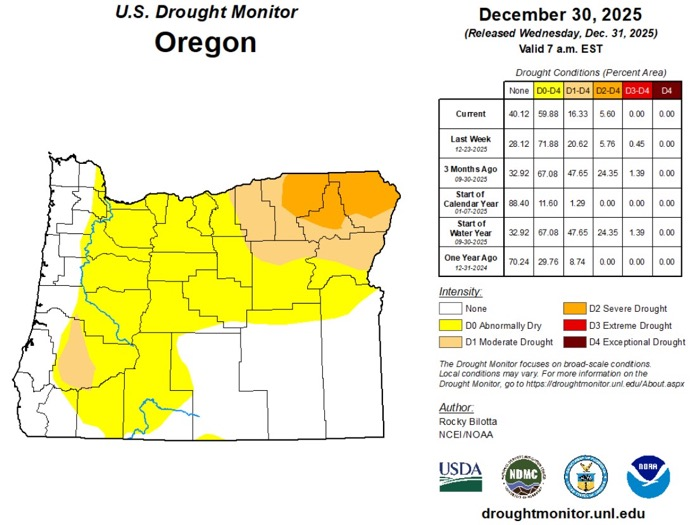 U.S. Drought Monitor
Oregon
December 30, 2025
(Released Wednesday, Dec. 31, 2025)
Valid 7 a.m. EST
Drought Conditions (Percent Area)
None D0-D4 D1-D4 D2-D4 D3-D4 D4
Current 40.12 59.88 16.33 5.60 0.00 0.00
Last Week 28.12 71.88 20.62 5.76 0.45 0.00
12-23-2025
3 Months Ago 32.92 67.08 47.65 24.35 1.39 0.00
09-30-2025
Start of
Calendar Year 88.40 11.60 1.29 0.00 0.00 0.00
01-07-2025
Start of
Water Year 32.92 67.08 47.65 24.35 1.39 0.00
09-30-2025
One Year Ago 70.24 29.76 8.74 0.00 0.00 0.00
12-31-2024
Intensity:
None
D0 Abnormally Dry
D1 Moderate Drought
D2 Severe Drought
D3 Extreme Drought
D4 Exceptional Drought
The Drought Monitor focuses on broad-scale conditions.
Local conditions may vary. For more information on the
Drought Monitor, go to https://droughtmonitor.unl.edu/About.aspx
Author:
Rocky Bilotta
NCEI/NOAA
USDA
NDMC
NOAA
droughtmonitor.unl.edu